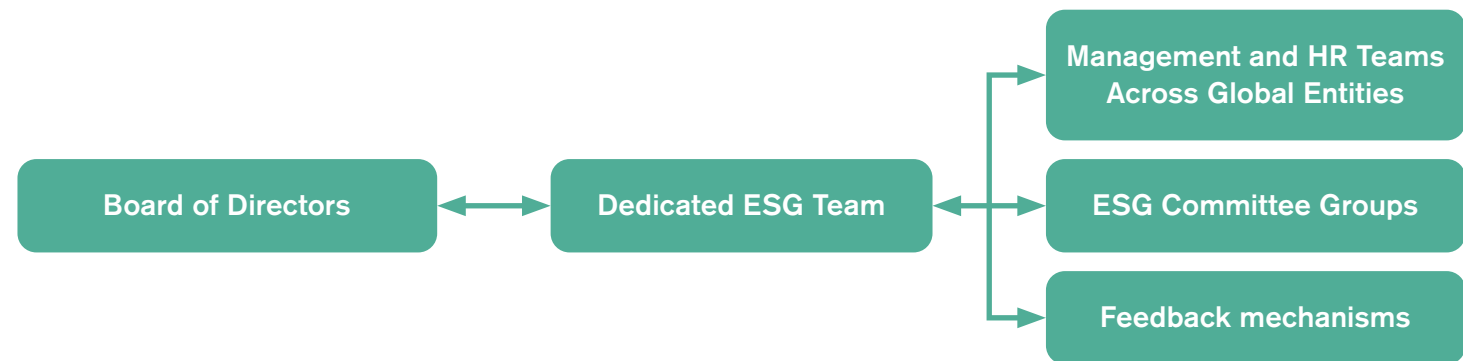 Management and HR Teams
Across Global Entities
Board of Directors
Dedicated ESG Team
ESG Committee Groups
Feedback mechanisms